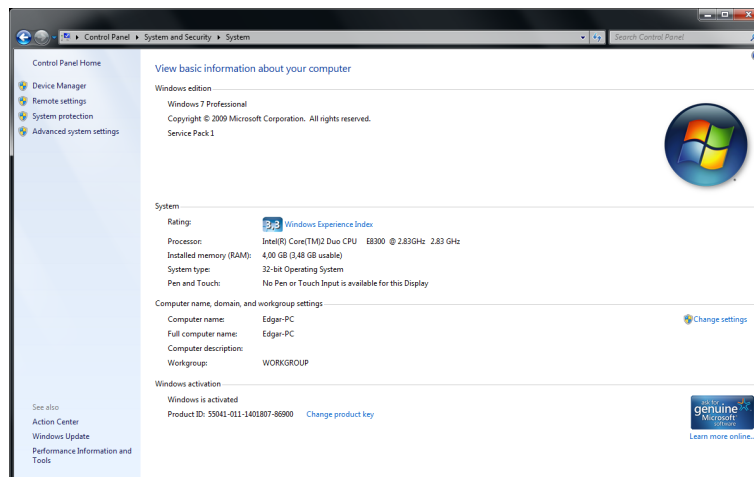 Control Panel ▸ System and Security ▸ System
Search Control Panel
Control Panel Home
Device Manager
Remote settings
System protection
Advanced system settings
View basic information about your computer
Windows edition
Windows 7 Professional
Copyright © 2009 Microsoft Corporation. All rights reserved.
Service Pack 1
System
Rating: 3,3 Windows Experience Index
Processor: Intel(R) Core(TM)2 Duo CPU E8300 @ 2.83GHz 2.83 GHz
Installed memory (RAM): 4,00 GB (3,48 GB usable)
System type: 32-bit Operating System
Pen and Touch: No Pen or Touch Input is available for this Display
Computer name, domain, and workgroup settings
Computer name: Edgar-PC
Change settings
Full computer name: Edgar-PC
Computer description:
Workgroup: WORKGROUP
Windows activation
Windows is activated
Product ID: 55041-011-1401807-86900 Change product key
ask for
genuine
Microsoft
software
Learn more online...
See also
Action Center
Windows Update
Performance Information and
Tools